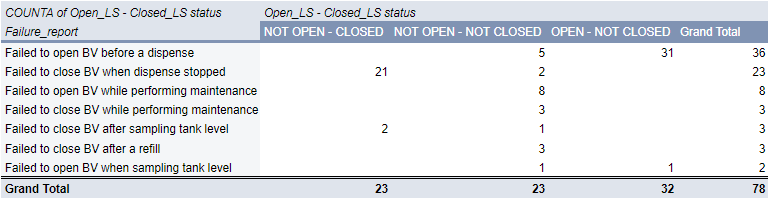 COUNTA of Open_LS - Closed_LS status Open_LS - Closed_LS status
Failure_report NOT OPEN - CLOSED NOT OPEN - NOT CLOSED OPEN - NOT CLOSED Grand Total
Failed to open BV before a dispense 5 31 36
Failed to close BV when dispense stopped 21 2 23
Failed to open BV while performing maintenance 8 8
Failed to close BV while performing maintenance 3 3
Failed to close BV after sampling tank level 2 1 3
Failed to close BV after a refill 3 3
Failed to open BV when sampling tank level 1 1 2
Grand Total 23 23 32 78